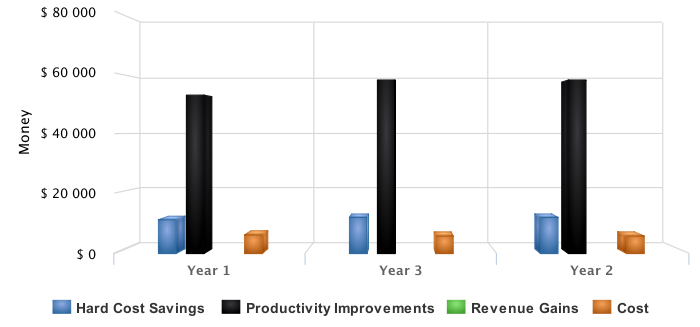 $ 80 000
$ 60 000
$ 40 000
$ 20 000
$ 0
Money
Year 1 Year 3 Year 2
Hard Cost Savings Productivity Improvements Revenue Gains Cost